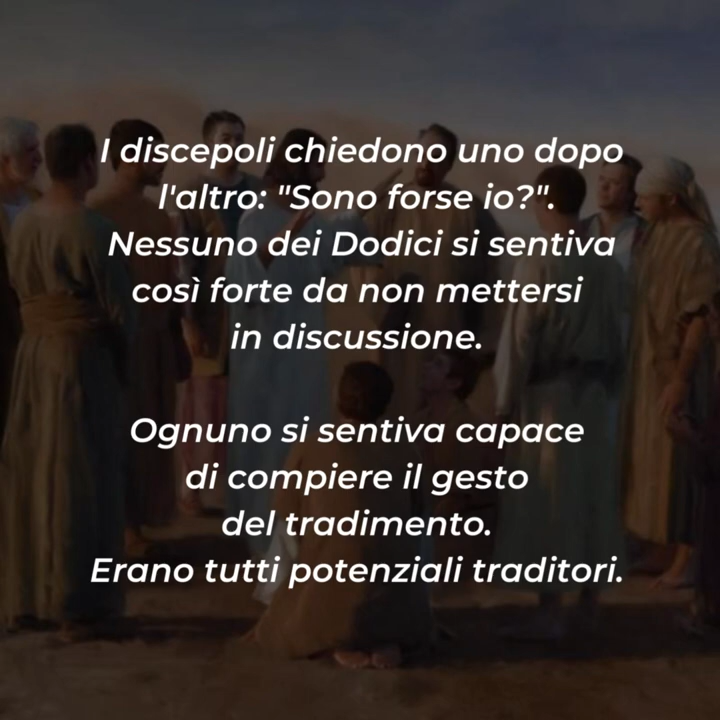 I discepoli chiedono uno dopo
l'altro: "Sono forse io?".
Nessuno dei Dodici si sentiva
così forte da non mettersi
in discussione.
Ognuno si sentiva capace
di compiere il gesto
del tradimento.
Erano tutti potenziali traditori.